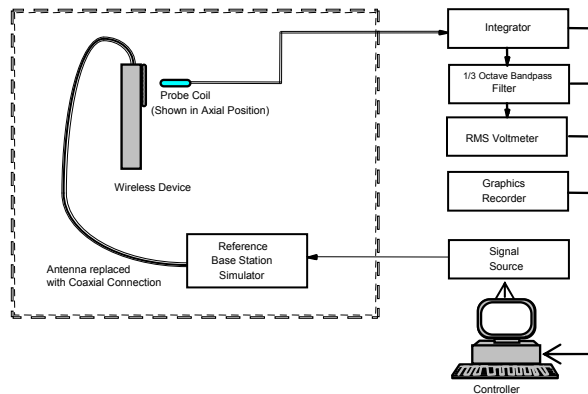 Integrator
1/3 Octave Bandpass
Filter
RMS Voltmeter
Graphics
Recorder
Signal
Source
Controller
Probe Coil
(Shown in Axial Position)
Wireless Device
Antenna replaced
with Coaxial Connection
Reference
Base Station
Simulator